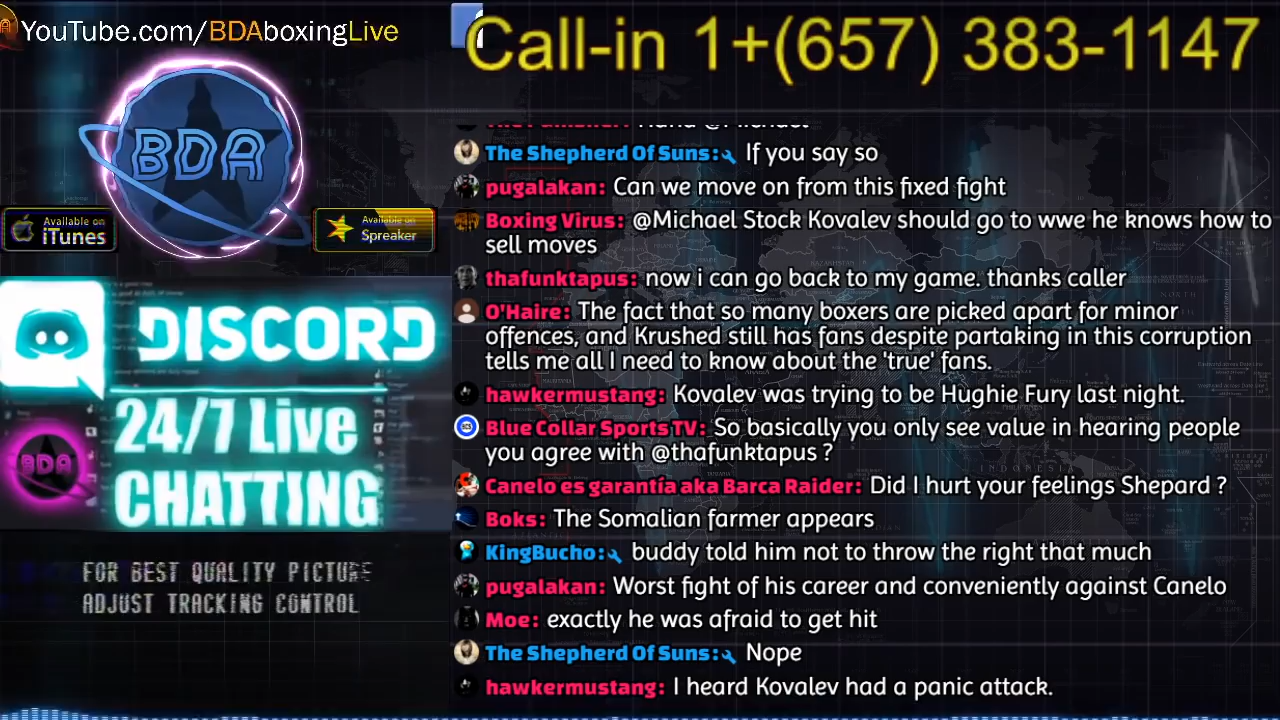 YouTube.com/BDAboxingLive
Call-in 1+(657) 383-1147
BDA
Available on
iTunes
Available on
Spreaker
DISCORD
24/7 Live
CHATTING
BDA
FOR BEST QUALITY PICTURE
ADJUST TRACKING CONTROL
The Shepherd Of Suns: If you say so
pugalakan: Can we move on from this fixed fight
Boxing Virus: @Michael Stock Kovalev should go to wwe he knows how to
sell moves
thafunktapus: now i can go back to my game. thanks caller
O'Haire: The fact that so many boxers are picked apart for minor
offences, and Krushed still has fans despite partaking in this corruption
tells me all I need to know about the 'true' fans.
hawkermustang: Kovalev was trying to be Hughie Fury last night.
Blue Collar Sports TV: So basically you only see value in hearing people
you agree with @thafunktapus ?
Canelo es garantía aka Barca Raider: Did I hurt your feelings Shepard ?
Boks: The Somalian farmer appears
KingBucho: buddy told him not to throw the right that much
pugalakan: Worst fight of his career and conveniently against Canelo
Moe: exactly he was afraid to get hit
The Shepherd Of Suns: Nope
hawkermustang: I heard Kovalev had a panic attack.